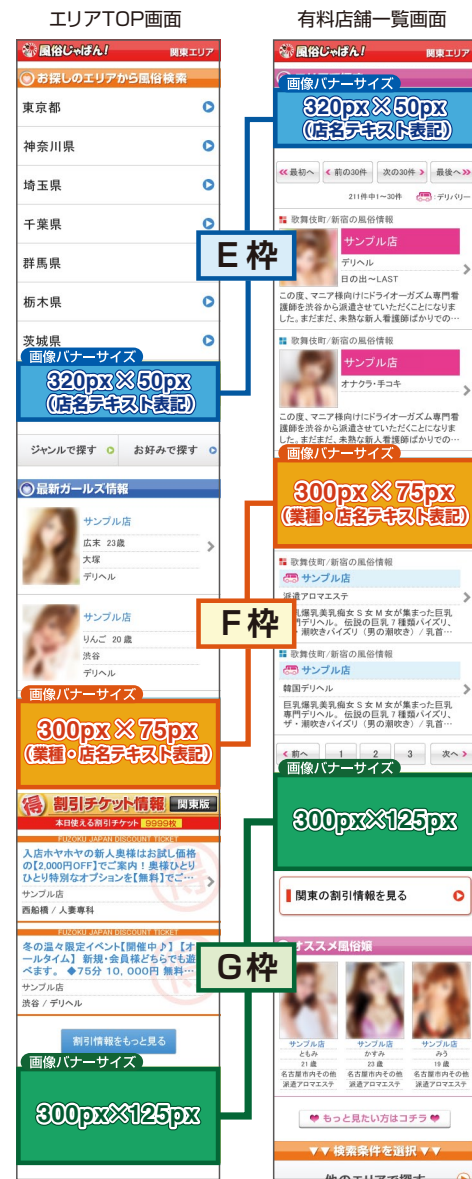 エリアTOP画面
風俗じゃぱん!
関東エリア
お探しのエリアから風俗検索
東京都
神奈川県
埼玉県
千葉県
群馬県
栃木県
茨城県
画像バナーサイズ
320px×50px
(店名テキスト表記)
ジャンルで探す
お好みで探す
最新ガールズ情報
サンプル店
広末 23歳
大塚
デリヘル
サンプル店
りんご 20歳
渋谷
デリヘル
画像バナーサイズ
300px×75px
(業種・店名テキスト表記)
得 割引チケット情報 関東版
本日使える割引チケット 9999枚
FUZOKU JAPAN DISCOUNT TICKET
入店ホヤホヤの新人奥様はお試し価格
の【2,000円OFF】でご案内!奥様ひとり
ひとり特別なオプションを【無料】でご…
サンプル店
西船橋 / 人妻専科
FUZOKU JAPAN DISCOUNT TICKET
冬の温々限定イベント【開催中♪】【オ
ールタイム】 新規・会員様どちらでも遊
べます。 ◆75分 10,000円 無料…
サンプル店
渋谷 / デリヘル
割引情報をもっと見る
画像バナーサイズ
300px×125px
E枠
F枠
G枠
有料店舗一覧画面
風俗じゃぱん!
関東エリア
画像バナーサイズ
320px×50px
(店名テキスト表記)
≪最初へ
<前の30件
次の30件>
最後へ≫
211件中1〜30件
:デリバリー
歌舞伎町/新宿の風俗情報
サンプル店
デリヘル
日の出〜LAST
この度、マニア様向けにドライオーガズム専門看
護師を渋谷から派遣させていただくことになりま
した。まだまだ、未熟な新人看護師ばかりでの…
歌舞伎町/新宿の風俗情報
サンプル店
オナクラ・手コキ
この度、マニア様向けにドライオーガズム専門看
護師を渋谷から派遣させていただくことになりま
した。まだまだ、未熟な新人看護師ばかりでの…
画像バナーサイズ
300px×75px
(業種・店名テキスト表記)
歌舞伎町/新宿の風俗情報
サンプル店
派遣アロマエステ
乳爆乳美乳痴女S女M女が集まった巨乳
門デリヘル。 伝説の巨乳7種類パイズリ、
・潮吹きパイズリ(男の潮吹き)/乳首…
歌舞伎町/新宿の風俗情報
サンプル店
韓国デリヘル
巨乳爆乳美乳痴女S女M女が集まった巨乳
専門デリヘル。 伝説の巨乳7種類パイズリ、
ザ・潮吹きパイズリ(男の潮吹き)/乳首…
<前へ
1
2
3
次へ>
画像バナーサイズ
300px×125px
関東の割引情報を見る
オススメ風俗嬢
サンプル店
ともみ
21歳
名古屋市内その他
派遣アロマエステ
サンプル店
かすみ
23歳
名古屋市内その他
派遣アロマエステ
サンプル店
みう
19歳
名古屋市内その他
派遣アロマエステ
もっと見たい方はコチラ
▼▼検索条件を選択▼▼
他のエリアで探す